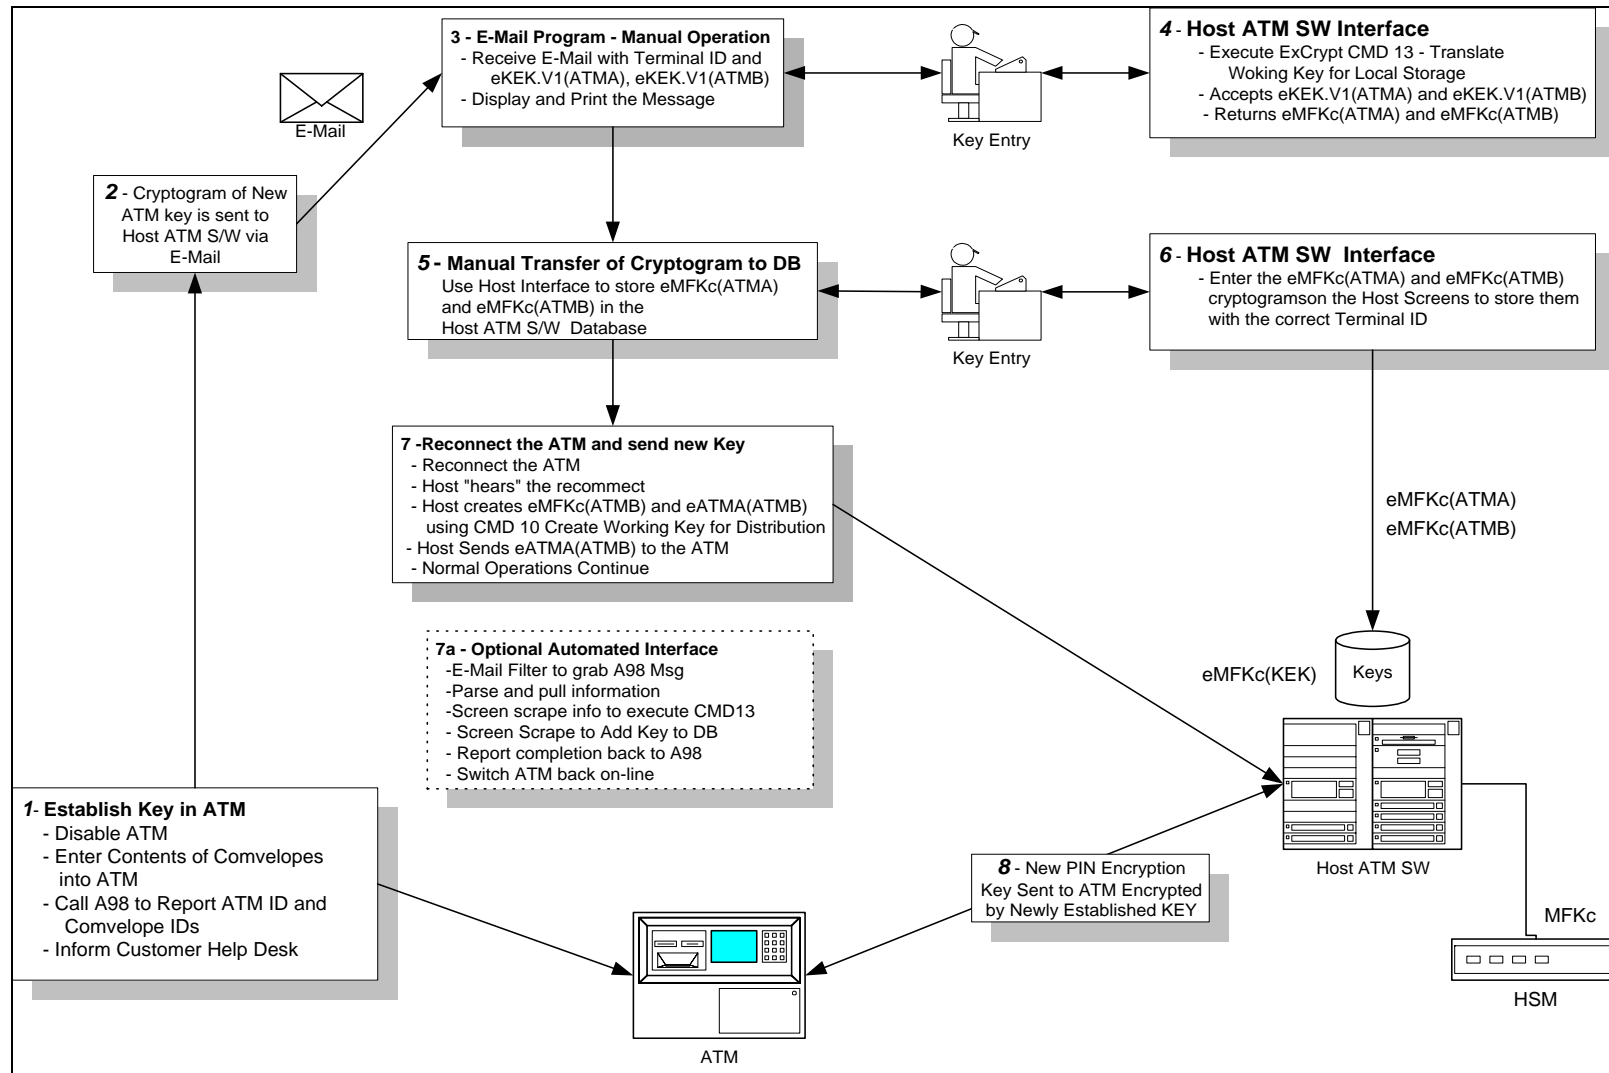 3 - E-Mail Program - Manual Operation
- Receive E-Mail with Terminal ID and
eKEK.V1(ATMA), eKEK.V1(ATMB)
- Display and Print the Message
E-Mail
Key Entry
4 - Host ATM SW Interface
- Execute ExCrypt CMD 13 - Translate
Woking Key for Local Storage
- Accepts eKEK.V1(ATMA) and eKEK.V1(ATMB)
- Returns eMFKc(ATMA) and eMFKc(ATMB)
2 - Cryptogram of New
ATM key is sent to
Host ATM S/W via
E-Mail
5 - Manual Transfer of Cryptogram to DB
Use Host Interface to store eMFKc(ATMA)
and eMFKc(ATMB) in the
Host ATM S/W Database
Key Entry
6 - Host ATM SW Interface
- Enter the eMFKc(ATMA) and eMFKc(ATMB)
cryptogramson the Host Screens to store them
with the correct Terminal ID
7 -Reconnect the ATM and send new Key
- Reconnect the ATM
- Host "hears" the recommect
- Host creates eMFKc(ATMB) and eATMA(ATMB)
using CMD 10 Create Working Key for Distribution
- Host Sends eATMA(ATMB) to the ATM
- Normal Operations Continue
eMFKc(ATMA)
eMFKc(ATMB)
7a - Optional Automated Interface
-E-Mail Filter to grab A98 Msg
-Parse and pull information
-Screen scrape info to execute CMD13
- Screen Scrape to Add Key to DB
- Report completion back to A98
- Switch ATM back on-line
eMFKc(KEK)
Keys
1- Establish Key in ATM
- Disable ATM
- Enter Contents of Comvelopes
into ATM
- Call A98 to Report ATM ID and
Comvelope IDs
- Inform Customer Help Desk
8 - New PIN Encryption
Key Sent to ATM Encrypted
by Newly Established KEY
Host ATM SW
MFKc
HSM
ATM